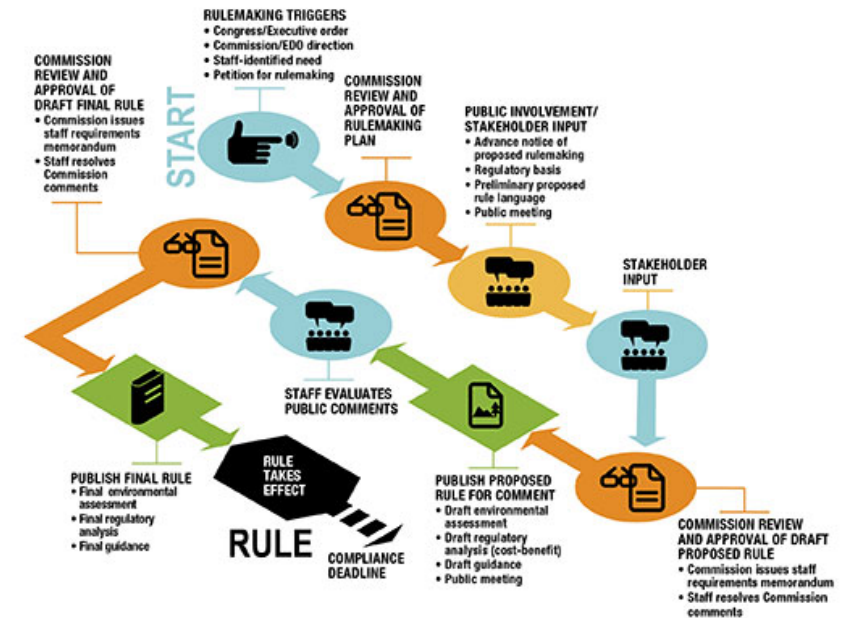 RULEMAKING TRIGGERS
• Congress/Executive order
• Commission/EDO direction
• Staff-identified need
• Petition for rulemaking
START
COMMISSION
REVIEW AND
APPROVAL OF
RULEMAKING
PLAN
PUBLIC INVOLVEMENT/
STAKEHOLDER INPUT
• Advance notice of
proposed rulemaking
• Regulatory basis
• Preliminary proposed
rule language
• Public meeting
STAKEHOLDER
INPUT
COMMISSION REVIEW
AND APPROVAL OF DRAFT
PROPOSED RULE
• Commission issues staff
requirements memorandum
• Staff resolves Commission
comments
PUBLISH PROPOSED
RULE FOR COMMENT
• Draft environmental
assessment
• Draft regulatory
analysis (cost-benefit)
• Draft guidance
• Public meeting
STAFF EVALUATES
PUBLIC COMMENTS
COMMISSION
REVIEW AND
APPROVAL OF
DRAFT FINAL RULE
• Commission issues
staff requirements
memorandum
• Staff resolves
Commission
comments
PUBLISH FINAL RULE
• Final environmental
assessment
• Final regulatory
analysis
• Final guidance
RULE
TAKES
EFFECT
RULE
COMPLIANCE
DEADLINE